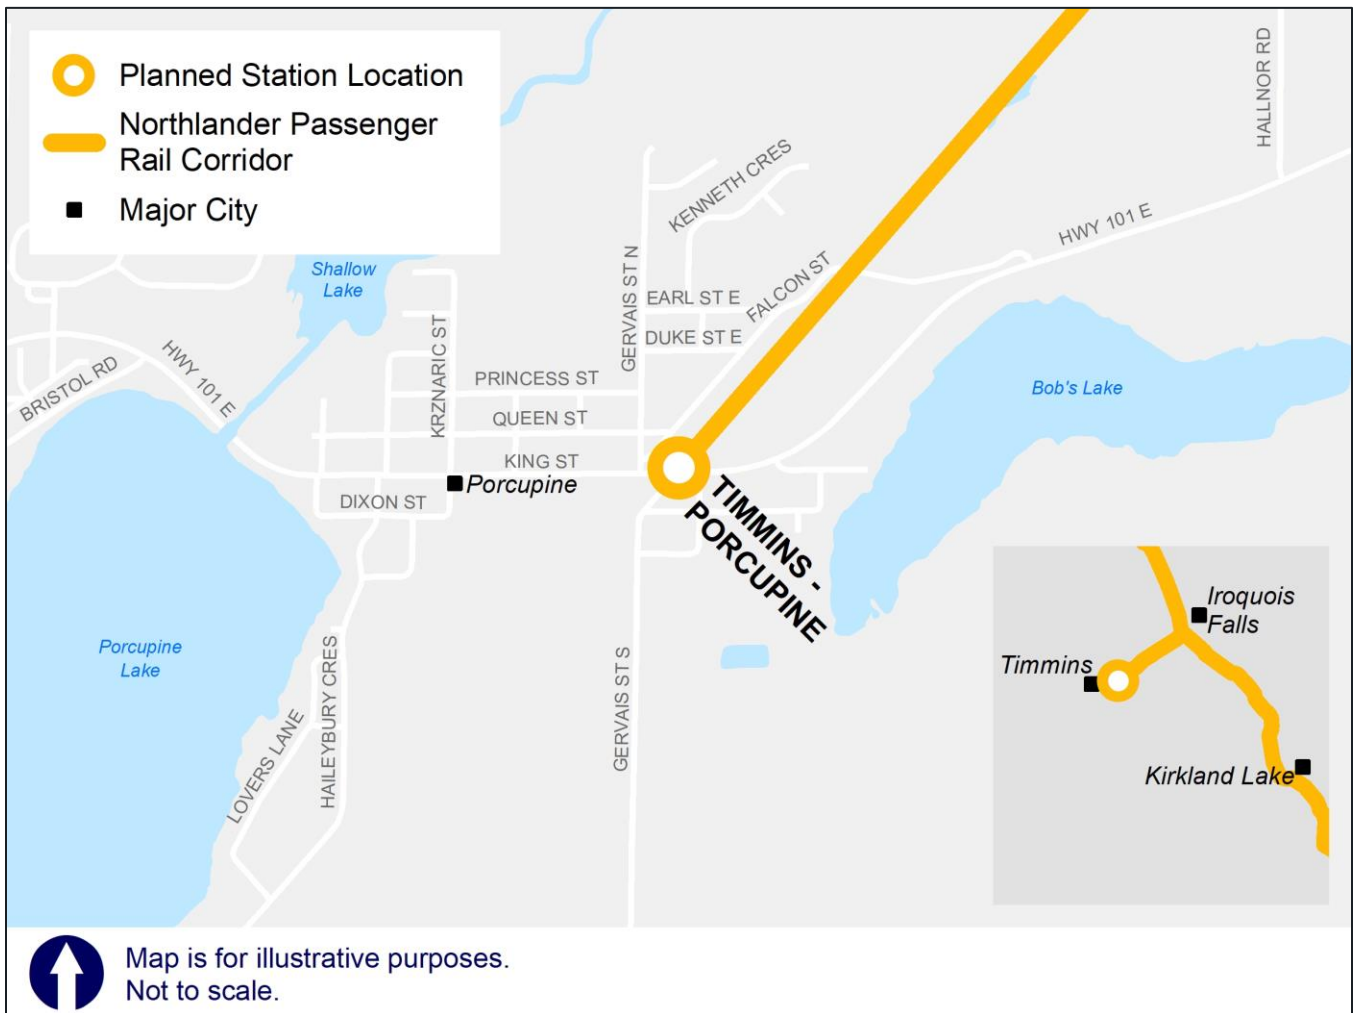 Planned Station Location
Northlander Passenger
Rail Corridor
Major City
HALLNOR RD
KENNETH CRES
HWY 101 E
Shallow
Lake
GERVAIS ST N
FALCON ST
EARL ST E
DUKE ST E
KRZNARIC ST
HWY 101 E
BRISTOL RD
PRINCESS ST
QUEEN ST
KING ST
Bob's Lake
Porcupine
DIXON ST
TIMMINS -
PORCUPINE
Porcupine
Lake
LOVERS LANE
HAILEYBURY CRES
GERVAIS ST S
Iroquois
Falls
Timmins
Kirkland Lake
Map is for illustrative purposes.
Not to scale.